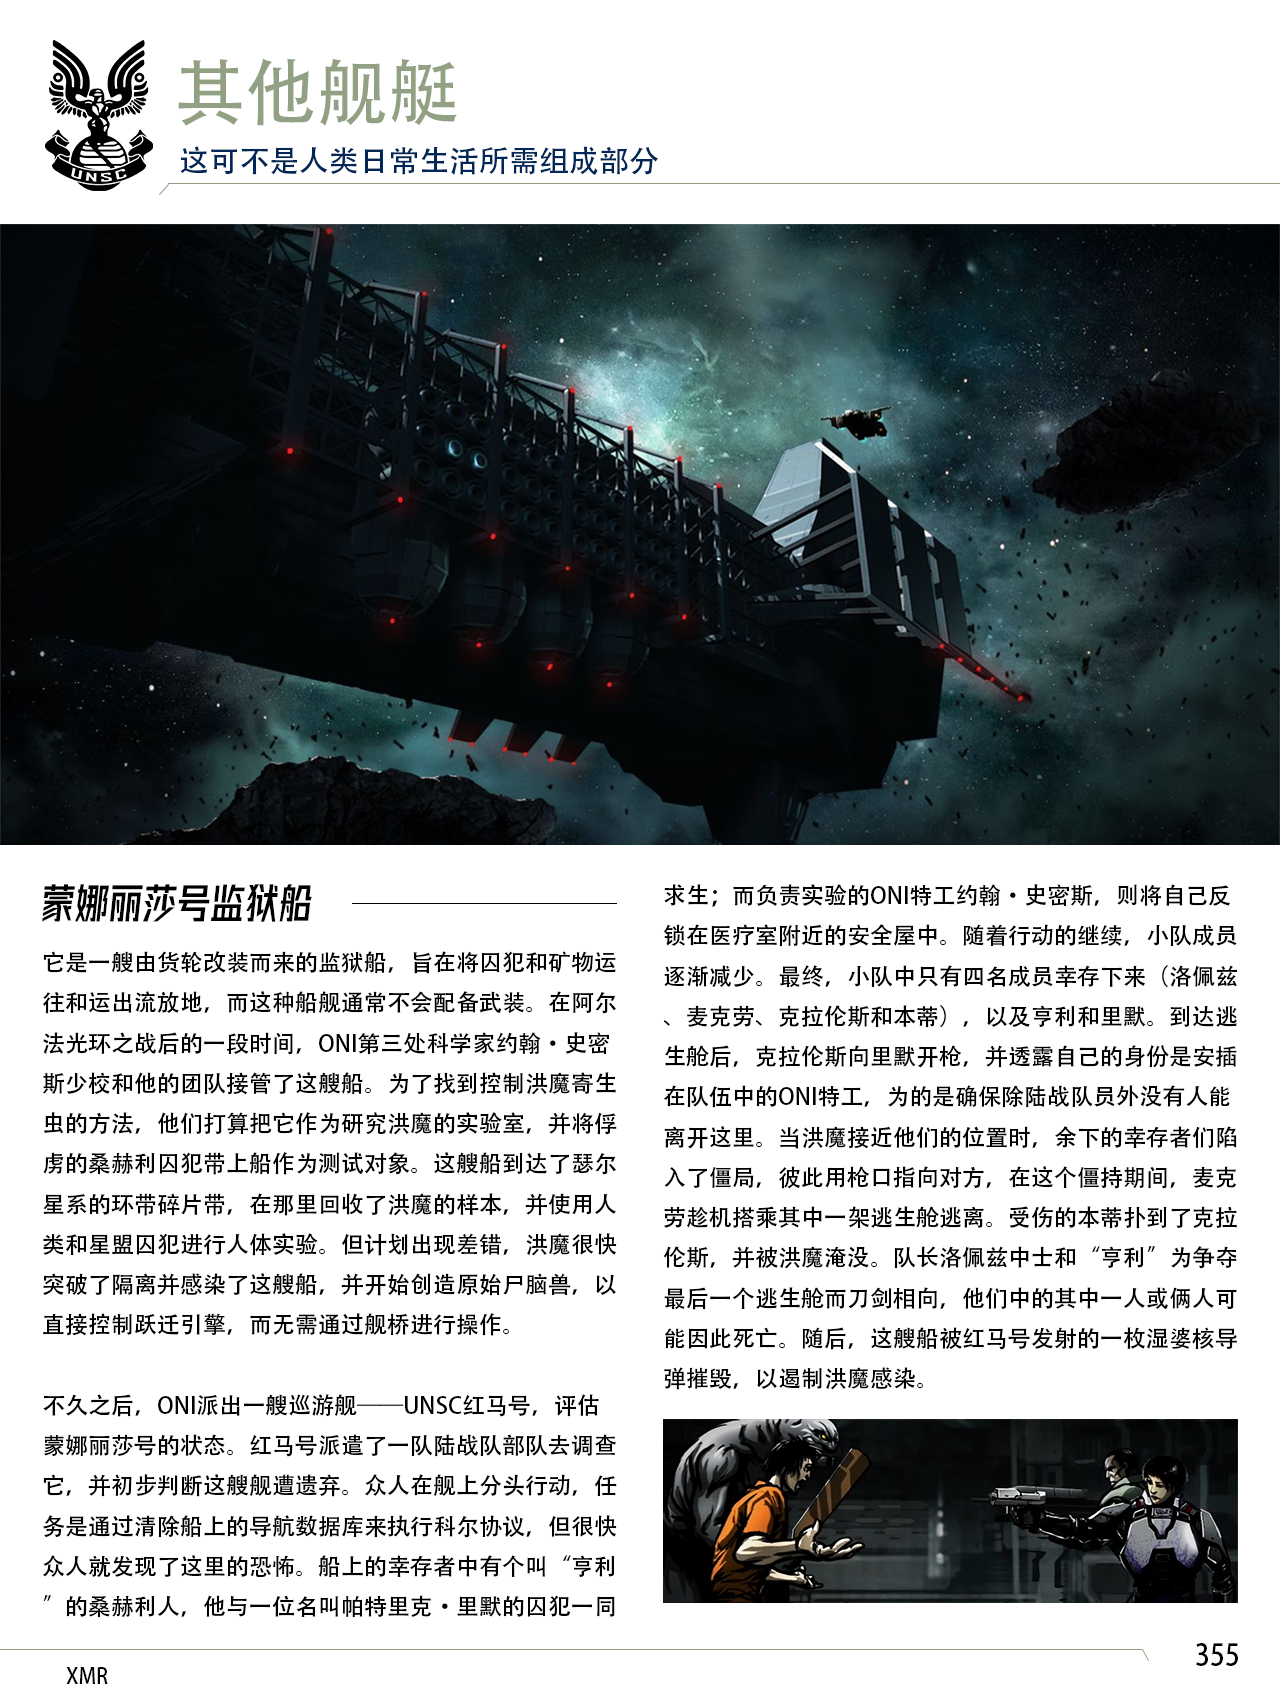 UNSC
其他舰艇
这可不是人类日常生活所需组成部分
蒙娜丽莎号监狱船
它是一艘由货轮改装而来的监狱船，旨在将囚犯和矿物运
往和运出流放地，而这种船舰通常不会配备武装。在阿尔
法光环之战后的一段时间，ONI第三处科学家约翰·史密
斯少校和他的团队接管了这艘船。为了找到控制洪魔寄生
虫的方法，他们打算把它作为研究洪魔的实验室，并将俘
虏的桑赫利囚犯带上船作为测试对象。这艘船到达了瑟尔
星系的环带碎片带，在那里回收了洪魔的样本，并使用人
类和星盟囚犯进行人体实验。但计划出现差错，洪魔很快
突破了隔离并感染了这艘船，并开始创造原始尸脑兽，以
直接控制跃迁引擎，而无需通过舰桥进行操作。
不久之后，ONI派出一艘巡游舰——UNSC红马号，评估
蒙娜丽莎号的状态。红马号派遣了一队陆战队部队去调查
它，并初步判断这艘舰遭遗弃。众人在舰上分头行动，任
务是通过清除船上的导航数据库来执行科尔协议，但很快
众人就发现了这里的恐怖。船上的幸存者中有个叫“亨利
”的桑赫利人，他与一位名叫帕特里克·里默的囚犯一同
求生；而负责实验的ONI特工约翰·史密斯，则将自己反
锁在医疗室附近的安全屋中。随着行动的继续，小队成员
逐渐减少。最终，小队中只有四名成员幸存下来（洛佩兹
、麦克劳、克拉伦斯和本蒂），以及亨利和里默。到达逃
生舱后，克拉伦斯向里默开枪，并透露自己的身份是安插
在队伍中的ONI特工，为的是确保除陆战队员外没有人能
离开这里。当洪魔接近他们的位置时，余下的幸存者们陷
入了僵局，彼此用枪口指向对方，在这个僵持期间，麦克
劳趁机搭乘其中一架逃生舱逃离。受伤的本蒂扑到了克拉
伦斯，并被洪魔淹没。队长洛佩兹中士和“亨利”为争夺
最后一个逃生舱而刀剑相向，他们中的其中一人或俩人可
能因此死亡。随后，这艘船被红马号发射的一枚湿婆核导
弹摧毁，以遏制洪魔感染。
355
XMR